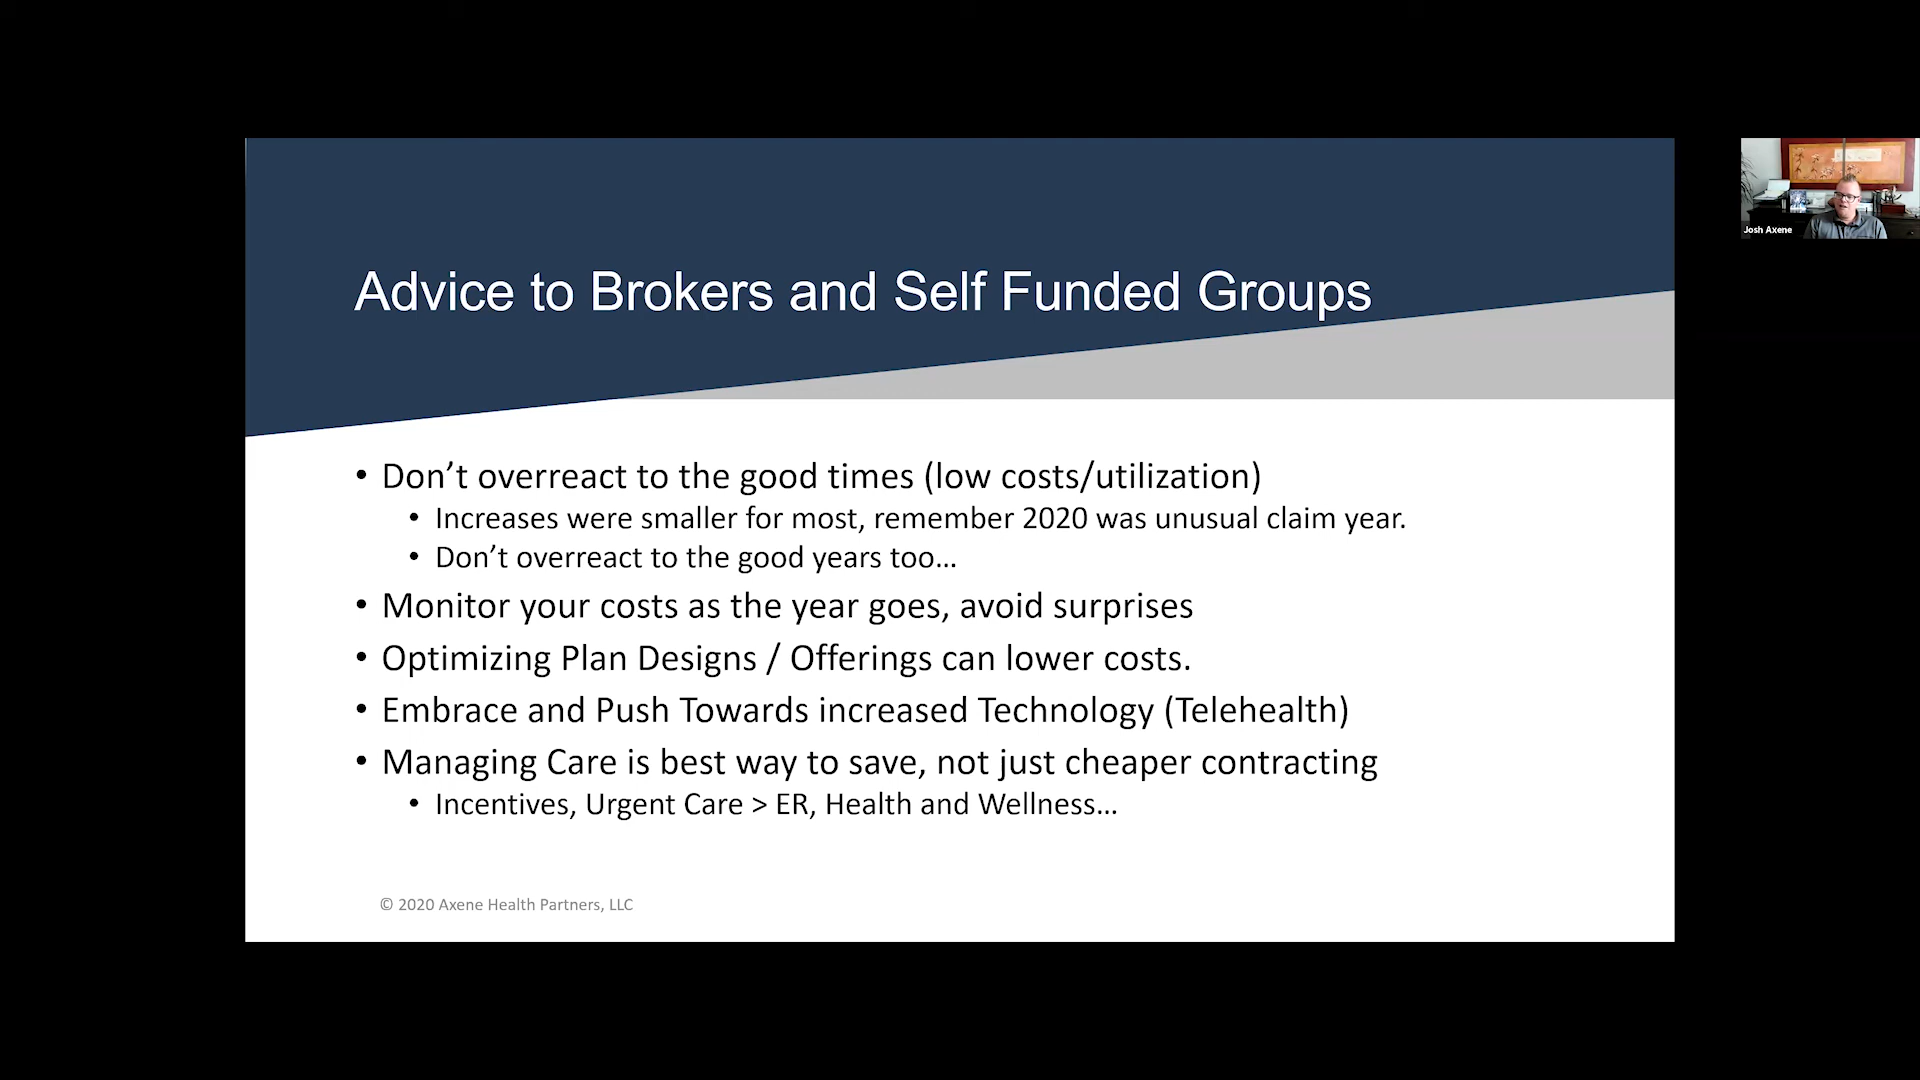 Advice to Brokers and Self Funded Groups
Josh Axene
• Don’t overreact to the good times (low costs/utilization)
• Increases were smaller for most, remember 2020 was unusual claim year.
• Don’t overreact to the good years too…
• Monitor your costs as the year goes, avoid surprises
• Optimizing Plan Designs / Offerings can lower costs.
• Embrace and Push Towards increased Technology (Telehealth)
• Managing Care is best way to save, not just cheaper contracting
• Incentives, Urgent Care > ER, Health and Wellness…
© 2020 Axene Health Partners, LLC